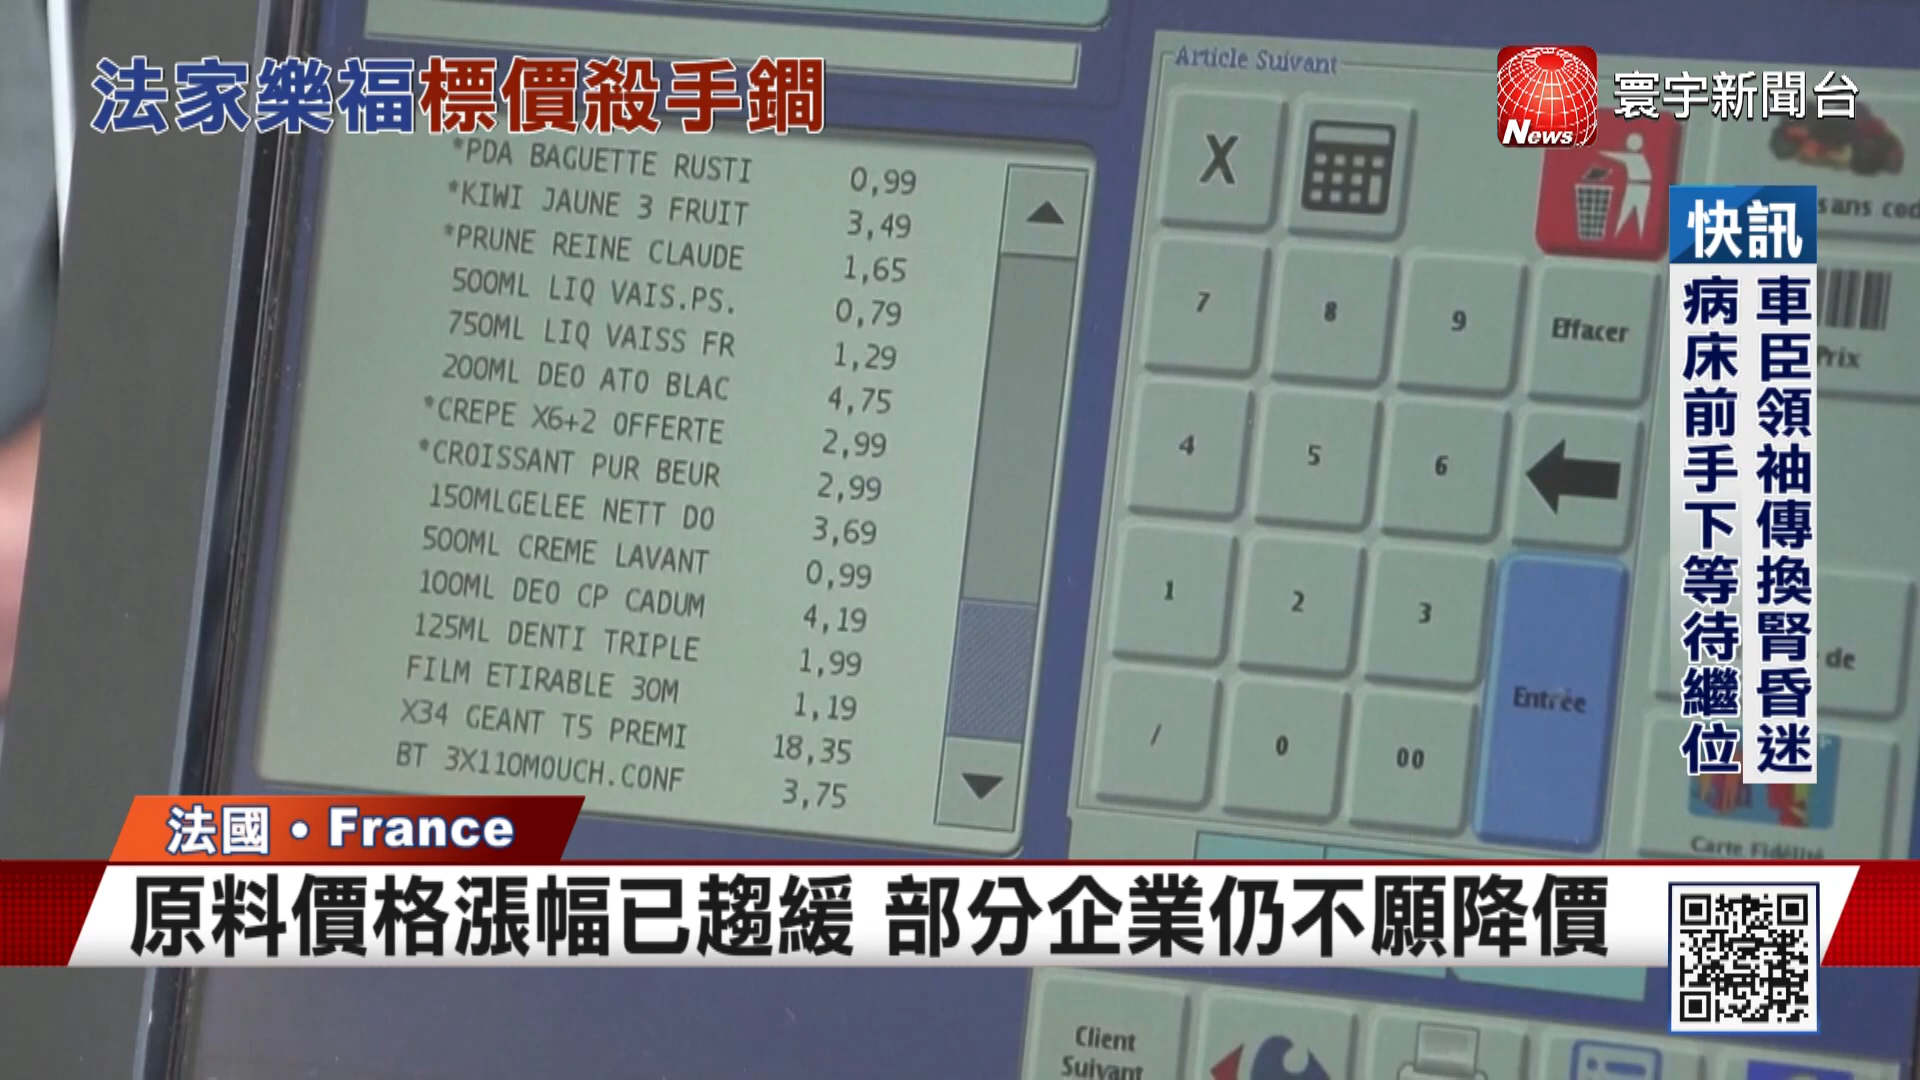 法家樂福標價殺手鐧
Article Suivant
News 寰宇新聞台
*PDA BAGUETTE RUSTI 0,99
*KIWI JAUNE 3 FRUIT 3,49
*PRUNE REINE CLAUDE 1,65
500ML LIQ VAIS.PS. 0,79
750ML LIQ VAISS FR 1,29
200ML DEO ATO BLAC 4,75
*CREPE X6+2 OFFERTE 2,99
*CROISSANT PUR BEUR 2,99
150MLGELEE NETT DO 3,69
500ML CREME LAVANT 0,99
100ML DEO CP CADUM 4,19
125ML DENTI TRIPLE 1,99
FILM ETIRABLE 30M 1,19
X34 GEANT T5 PREMI 18,35
BT 3X110MOUCH.CONF 3,75
X
7 8 9 Effacer
4 5 6
1 2 3
/ 0 00 Entrée
sans cod
Prix
de
Carte Fidélité
快訊
車臣領袖傳換腎昏迷
病床前手下等待繼位
法國・France
原料價格漲幅已趨緩 部分企業仍不願降價
Client
Suivant